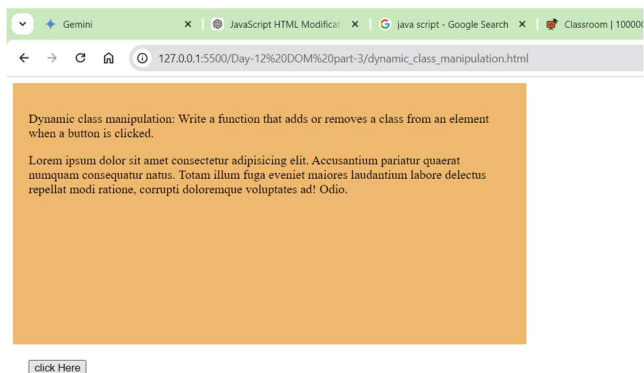 Gemini
JavaScript HTML Modificat
java script - Google Search
Classroom | 10000C
127.0.0.1:5500/Day-12%20DOM%20part-3/dynamic_class_manipulation.html
Dynamic class manipulation: Write a function that adds or removes a class from an element
when a button is clicked.
Lorem ipsum dolor sit amet consectetur adipisicing elit. Accusantium pariatur quaerat
numquam consequatur natus. Totam illum fuga eveniet maiores laudantium labore delectus
repellat modi ratione, corrupti doloremque voluptates ad! Odio.
click Here